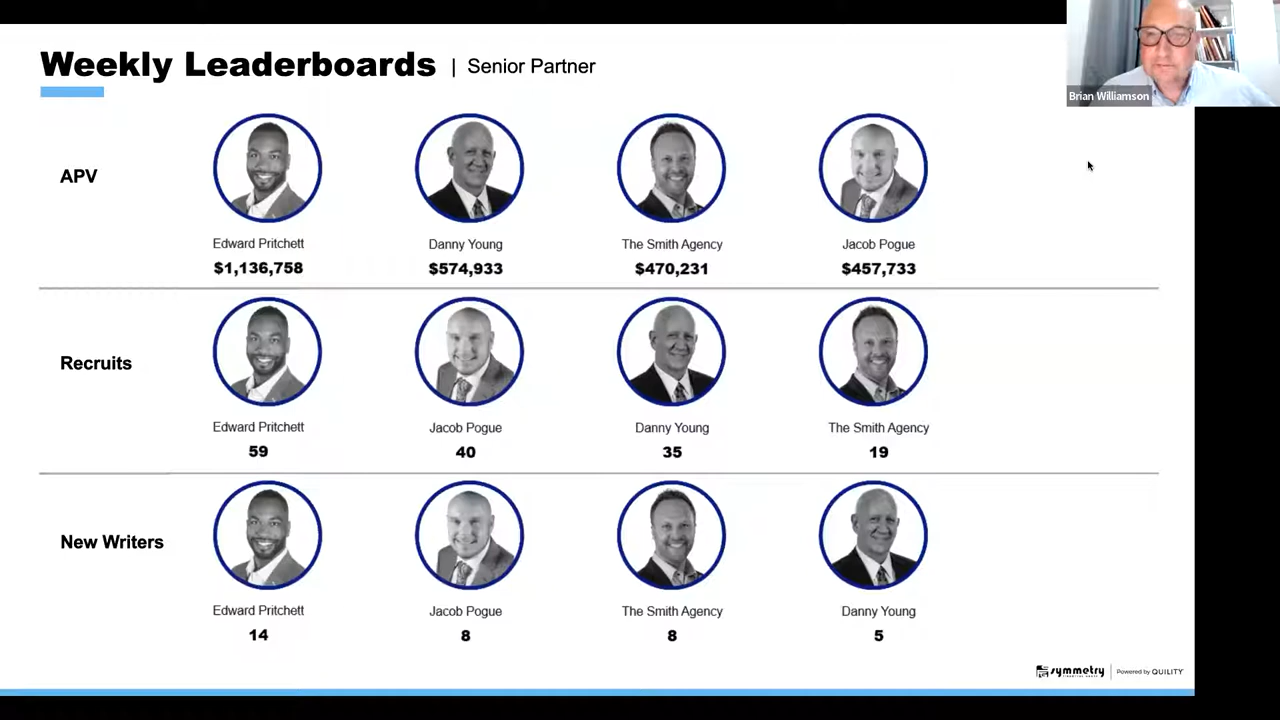 Weekly Leaderboards | Senior Partner
Brian Williamson
APV
Edward Pritchett
$1,136,758
Danny Young
$574,933
The Smith Agency
$470,231
Jacob Pogue
$457,733
Recruits
Edward Pritchett
59
Jacob Pogue
40
Danny Young
35
The Smith Agency
19
New Writers
Edward Pritchett
14
Jacob Pogue
8
The Smith Agency
8
Danny Young
5
symmetry
Powered by QUILITY